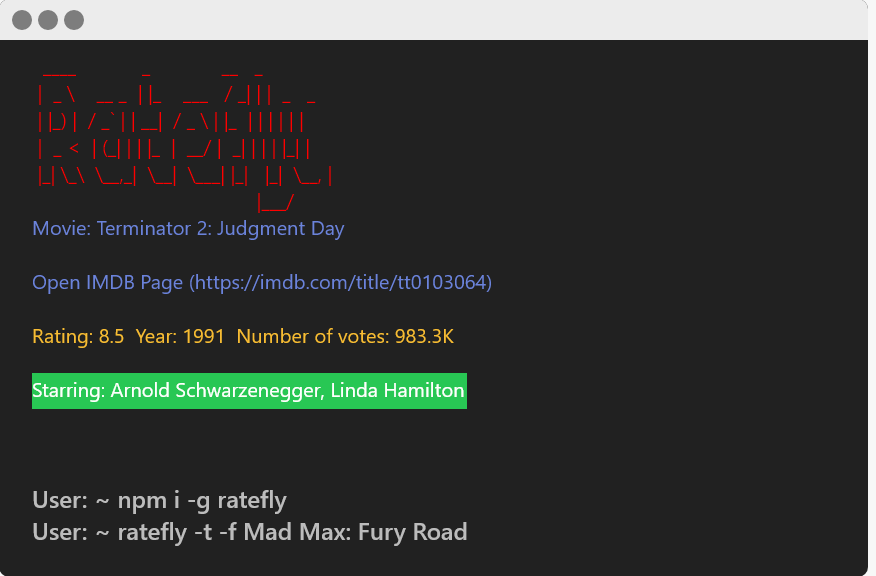 RateFly
Movie: Terminator 2: Judgment Day
Open IMDB Page (https://imdb.com/title/tt0103064)
Rating: 8.5 Year: 1991 Number of votes: 983.3K
Starring: Arnold Schwarzenegger, Linda Hamilton
User: ~ npm i -g ratefly
User: ~ ratefly -t -f Mad Max: Fury Road